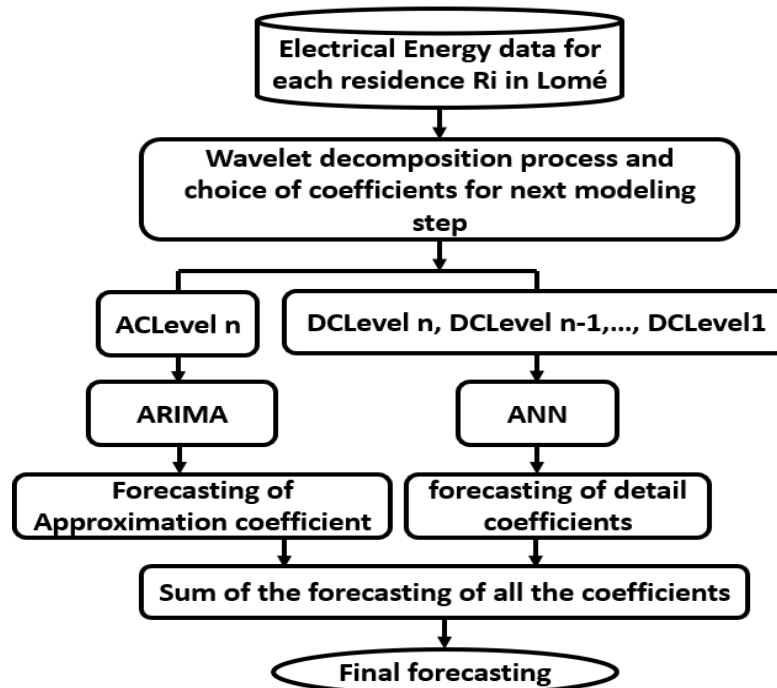 Electrical Energy data for
each residence Ri in Lomé
Wavelet decomposition process and
choice of coefficients for next modeling
step
ACLevel n
DCLevel n, DCLevel n-1,..., DCLevel1
ARIMA
ANN
Forecasting of
Approximation coefficient
forecasting of detail
coefficients
Sum of the forecasting of all the coefficients
Final forecasting